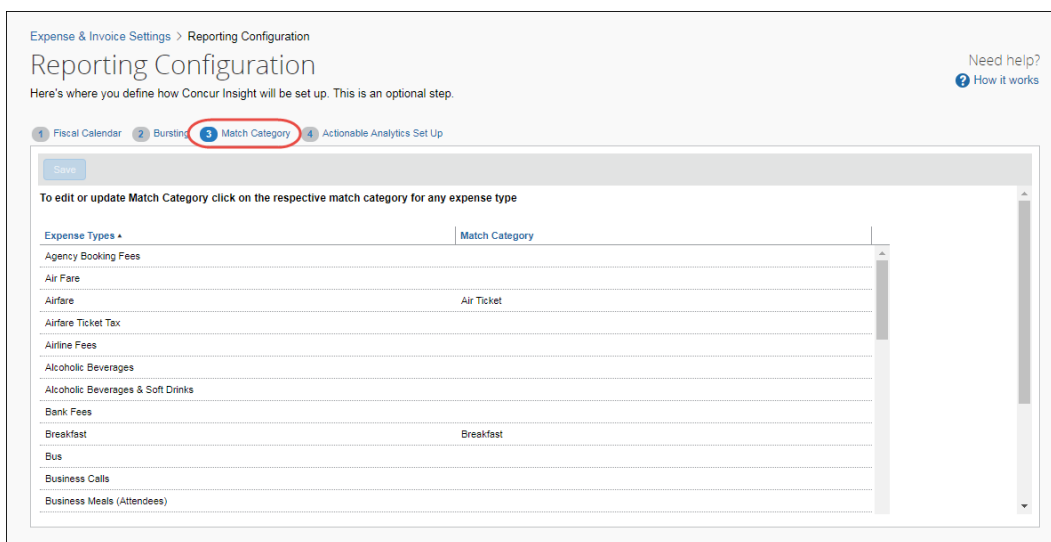 Expense & Invoice Settings > Reporting Configuration
Reporting Configuration
Need help?
? How it works
Here's where you define how Concur Insight will be set up. This is an optional step.
1 Fiscal Calendar 2 Bursting 3 Match Category 4 Actionable Analytics Set Up
Save
To edit or update Match Category click on the respective match category for any expense type
Expense Types Match Category
Agency Booking Fees
Air Fare
Airfare Air Ticket
Airfare Ticket Tax
Airline Fees
Alcoholic Beverages
Alcoholic Beverages & Soft Drinks
Bank Fees
Breakfast Breakfast
Bus
Business Calls
Business Meals (Attendees)